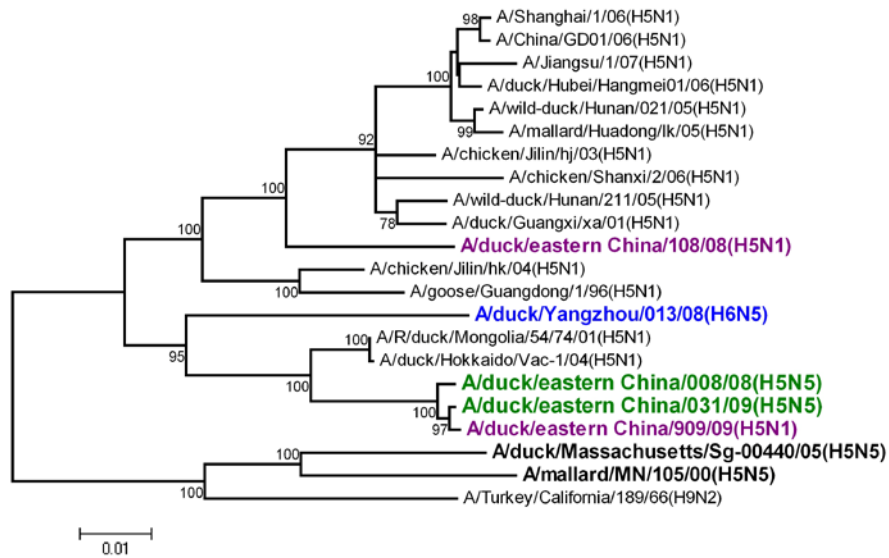 98
A/Shanghai/1/06(H5N1)
A/China/GD01/06(H5N1)
A/Jiangsu/1/07(H5N1)
100
A/duck/Hubei/Hangmei01/06(H5N1)
A/wild-duck/Hunan/021/05(H5N1)
99
A/mallard/Huadong/lk/05(H5N1)
92
A/chicken/Jilin/hj/03(H5N1)
A/chicken/Shanxi/2/06(H5N1)
100
A/wild-duck/Hunan/211/05(H5N1)
78
A/duck/Guangxi/xa/01(H5N1)
100
A/duck/eastern China/108/08(H5N1)
A/chicken/Jilin/hk/04(H5N1)
100
A/goose/Guangdong/1/96(H5N1)
A/duck/Yangzhou/013/08(H6N5)
95
100
A/R/duck/Mongolia/54/74/01(H5N1)
A/duck/Hokkaido/Vac-1/04(H5N1)
100
A/duck/eastern China/008/08(H5N5)
100
A/duck/eastern China/031/09(H5N5)
97
A/duck/eastern China/909/09(H5N1)
A/duck/Massachusetts/Sg-00440/05(H5N5)
100
A/mallard/MN/105/00(H5N5)
100
A/Turkey/California/189/66(H9N2)
0.01